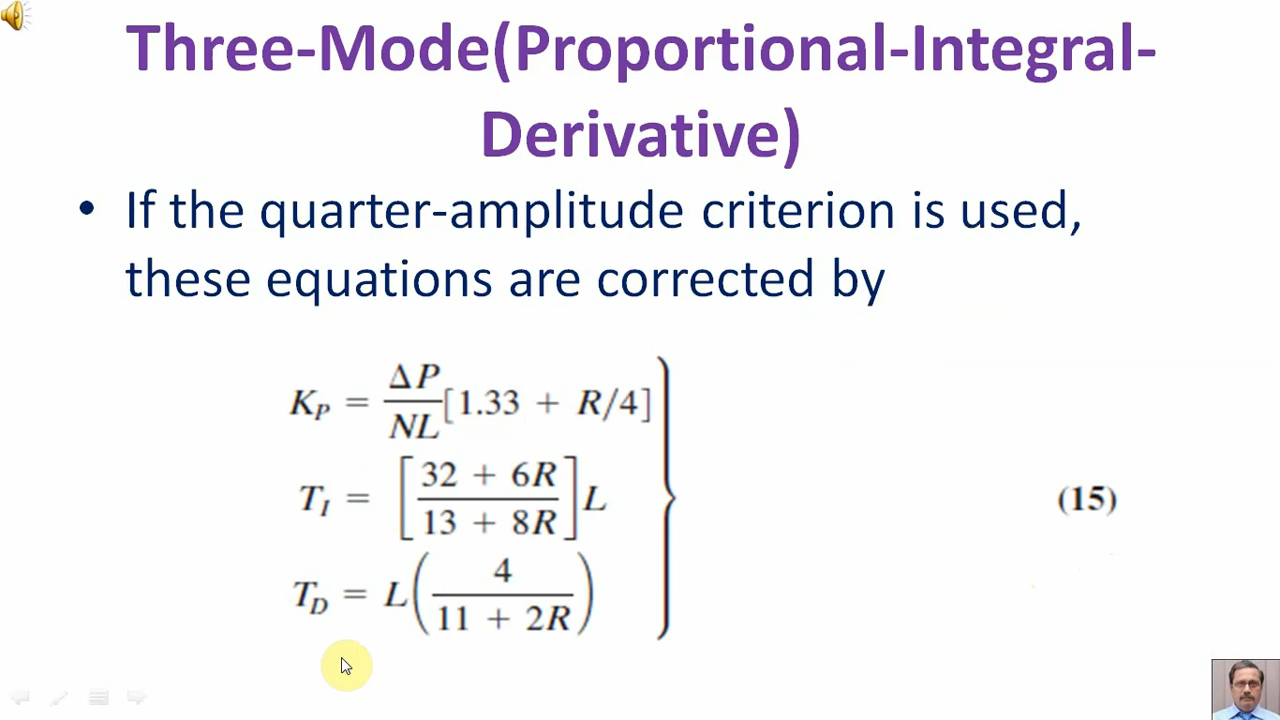 Three-Mode(Proportional-Integral-
Derivative)
• If the quarter-amplitude criterion is used,
these equations are corrected by
K_P = ΔP/NL [1.33 + R/4]
T_I = [32 + 6R / 13 + 8R] L
(15)
T_D = L(4 / 11 + 2R)